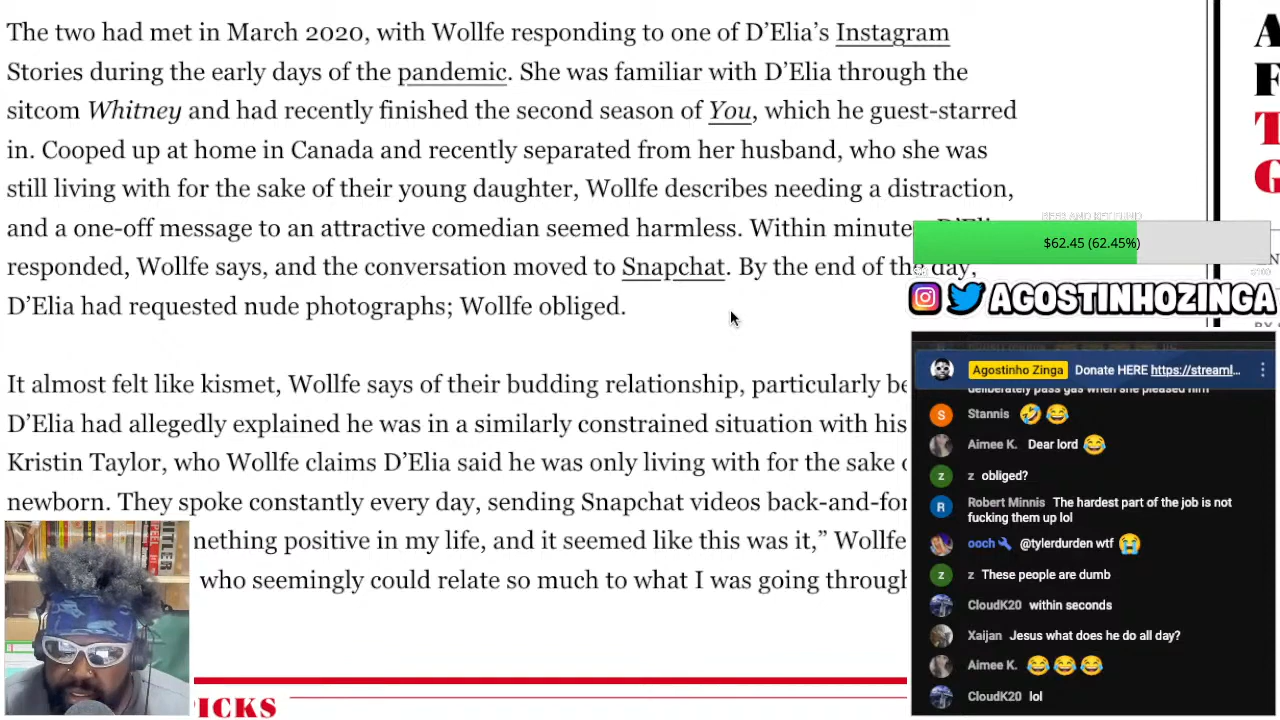 The two had met in March 2020, with Wollfe responding to one of D’Elia’s Instagram
Stories during the early days of the pandemic. She was familiar with D’Elia through the
sitcom Whitney and had recently finished the second season of You, which he guest-starred
in. Cooped up at home in Canada and recently separated from her husband, who she was
still living with for the sake of their young daughter, Wollfe describes needing a distraction,
and a one-off message to an attractive comedian seemed harmless. Within minute
responded, Wollfe says, and the conversation moved to Snapchat. By the end of the day,
D’Elia had requested nude photographs; Wollfe obliged.
It almost felt like kismet, Wollfe says of their budding relationship, particularly be
D’Elia had allegedly explained he was in a similarly constrained situation with his
Kristin Taylor, who Wollfe claims D’Elia said he was only living with for the sake o
newborn. They spoke constantly every day, sending Snapchat videos back-and-for
nething positive in my life, and it seemed like this was it,” Wollfe
who seemingly could relate so much to what I was going through
PICKS
A
F
T
G
$62.45 (62.45%)
AGOSTINHOZINGA
Agostinho Zinga Donate HERE https://streaml...
deliberately pass gas when she pleased him
Stannis 🤣😂
Aimee K. Dear lord 😂
z obliged?
Robert Minnis The hardest part of the job is not
fucking them up lol
ooch @tylerdurden wtf 😭
z These people are dumb
CloudK20 within seconds
Xaijan Jesus what does he do all day?
Aimee K. 😂😂😂
CloudK20 lol